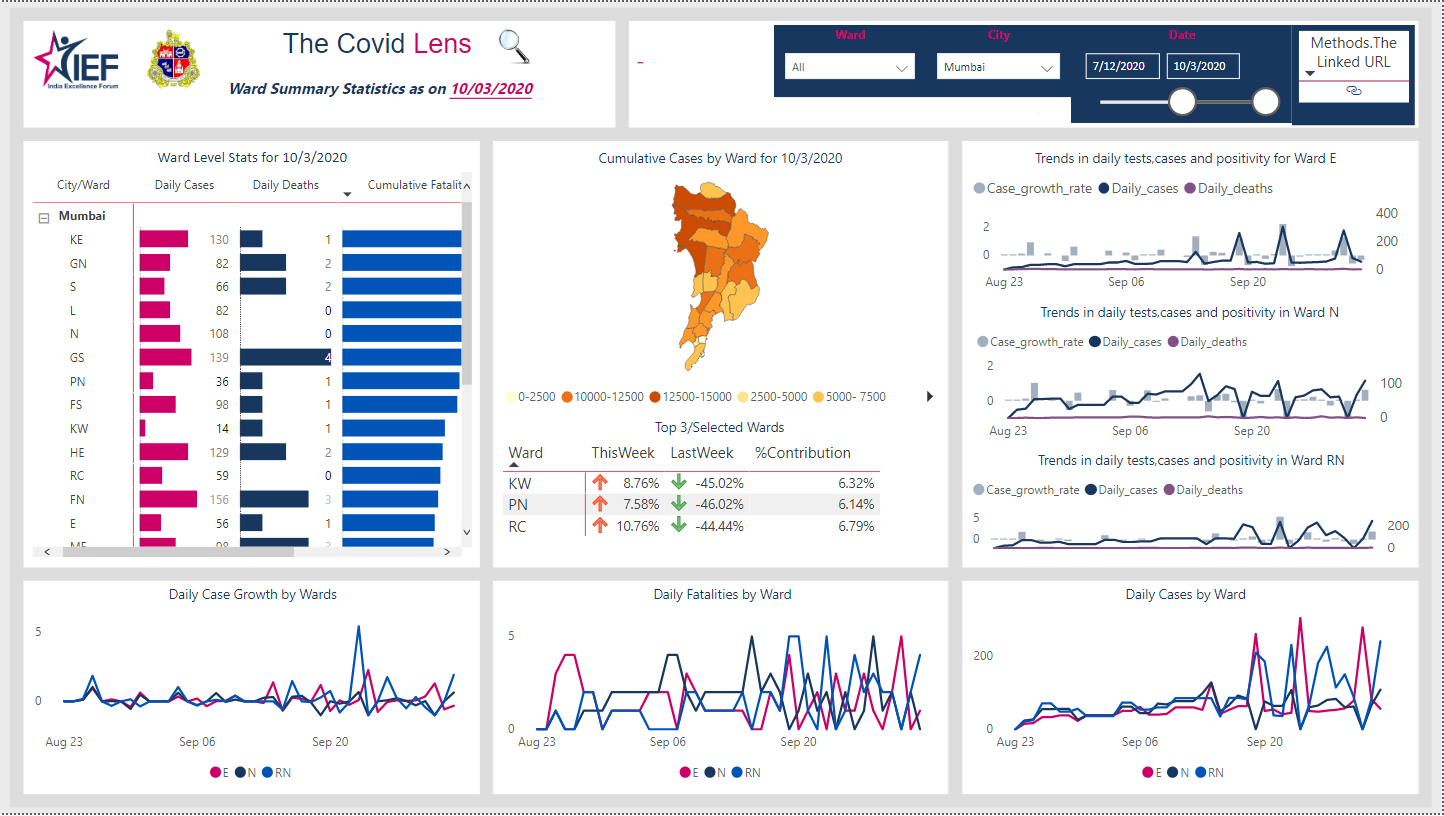 IEF
India Excellence Forum
The Covid Lens
Ward Summary Statistics as on 10/03/2020
-
Ward
All
City
Mumbai
Date
7/12/2020 10/3/2020
Methods.The
Linked URL
Ward Level Stats for 10/3/2020
City/Ward Daily Cases Daily Deaths Cumulative Fatalit
Mumbai
KE 130 1
GN 82 2
S 66 2
L 82 0
N 108 0
GS 139 4
PN 36 1
FS 98 1
KW 14 1
HE 129 2
RC 59 0
FN 156 3
E 56 1
ME 98 2
Cumulative Cases by Ward for 10/3/2020
0-2500 10000-12500 12500-15000 2500-5000 5000- 7500
Top 3/Selected Wards
Ward ThisWeek LastWeek %Contribution
KW 8.76% -45.02% 6.32%
PN 7.58% -46.02% 6.14%
RC 10.76% -44.44% 6.79%
Trends in daily tests,cases and positivity for Ward E
Case_growth_rate Daily_cases Daily_deaths
400
2
200
0
0
Aug 23 Sep 06 Sep 20
Trends in daily tests,cases and positivity in Ward N
Case_growth_rate Daily_cases Daily_deaths
2
100
0
0
Aug 23 Sep 06 Sep 20
Trends in daily tests,cases and positivity in Ward RN
Case_growth_rate Daily_cases Daily_deaths
5
200
0
0
Aug 23 Sep 06 Sep 20
Daily Case Growth by Wards
5
0
Aug 23 Sep 06 Sep 20
E N RN
Daily Fatalities by Ward
5
0
Aug 23 Sep 06 Sep 20
E N RN
Daily Cases by Ward
200
0
Aug 23 Sep 06 Sep 20
E N RN